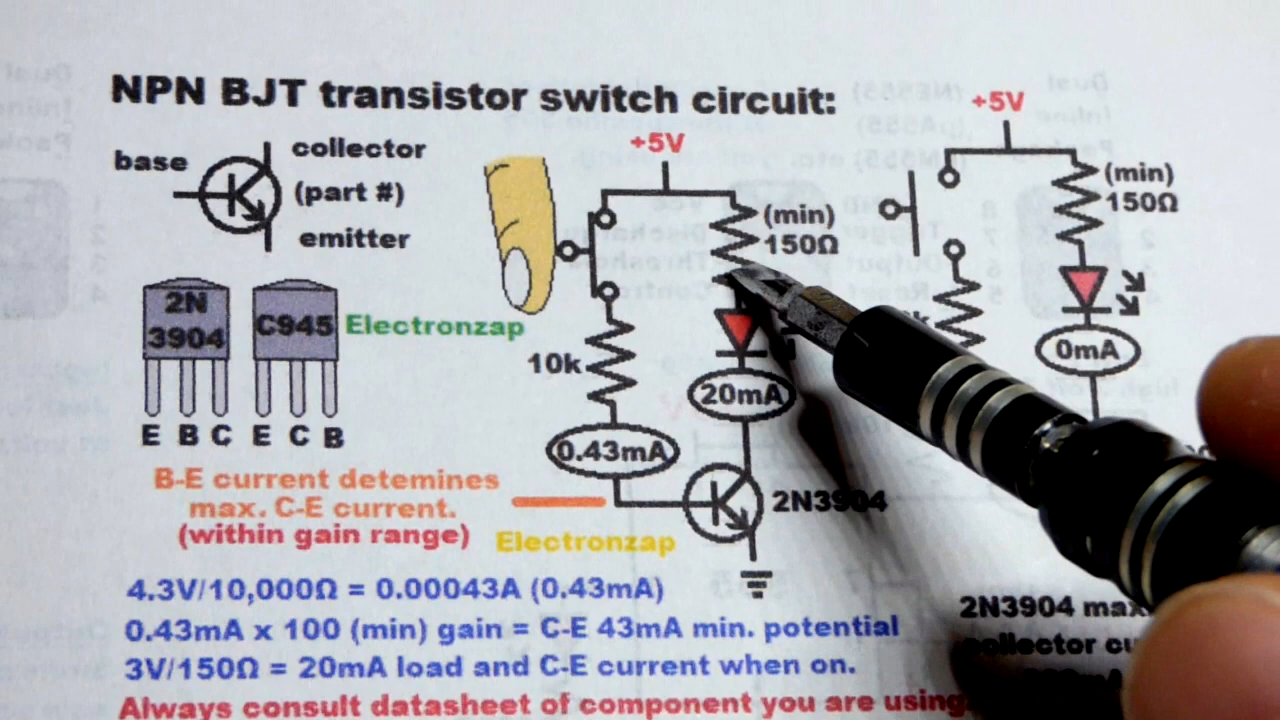 NPN BJT transistor switch circuit:
base
collector
(part #)
emitter
2N
3904
C945
Electronzap
E B C E C B
+5V
(min)
150Ω
10k
20mA
0.43mA
2N3904
+5V
(min)
150Ω
0mA
B-E current detemines
max. C-E current.
(within gain range)
Electronzap
4.3V/10,000Ω = 0.00043A (0.43mA)
0.43mA x 100 (min) gain = C-E 43mA min. potential
3V/150Ω = 20mA load and C-E current when on.
Always consult datasheet of component you are using
2N3904 max
collector